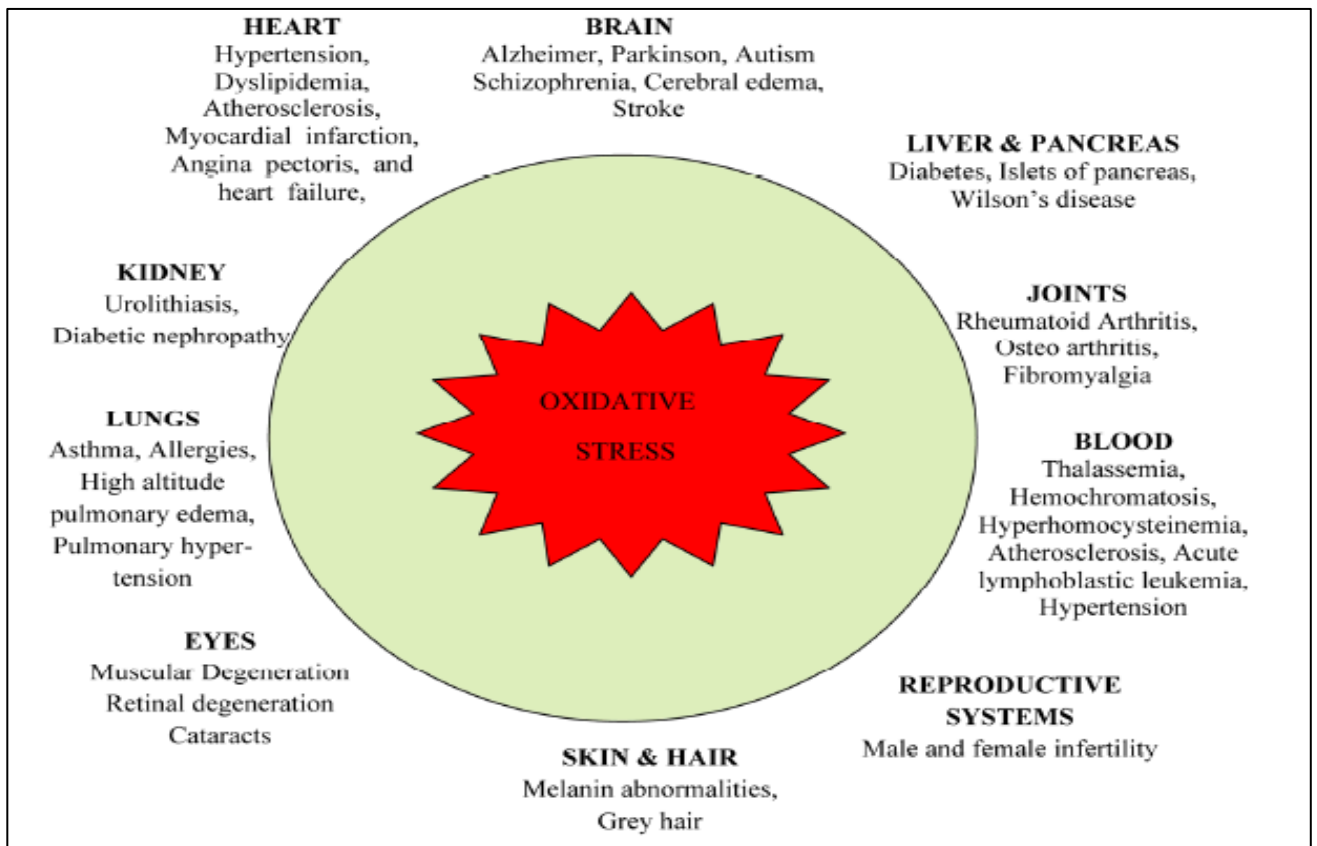 HEART
Hypertension,
Dyslipidemia,
Atherosclerosis,
Myocardial infarction,
Angina pectoris, and
heart failure,
BRAIN
Alzheimer, Parkinson, Autism
Schizophrenia, Cerebral edema,
Stroke
LIVER & PANCREAS
Diabetes, Islets of pancreas,
Wilson's disease
KIDNEY
Urolithiasis,
Diabetic nephropathy
JOINTS
Rheumatoid Arthritis,
Osteo arthritis,
Fibromyalgia
OXIDATIVE
STRESS
LUNGS
Asthma, Allergies,
High altitude
pulmonary edema,
Pulmonary hyper-
tension
BLOOD
Thalassemia,
Hemochromatosis,
Hyperhomocysteinemia,
Atherosclerosis, Acute
lymphoblastic leukemia,
Hypertension
EYES
Muscular Degeneration
Retinal degeneration
Cataracts
REPRODUCTIVE
SYSTEMS
Male and female infertility
SKIN & HAIR
Melanin abnormalities,
Grey hair